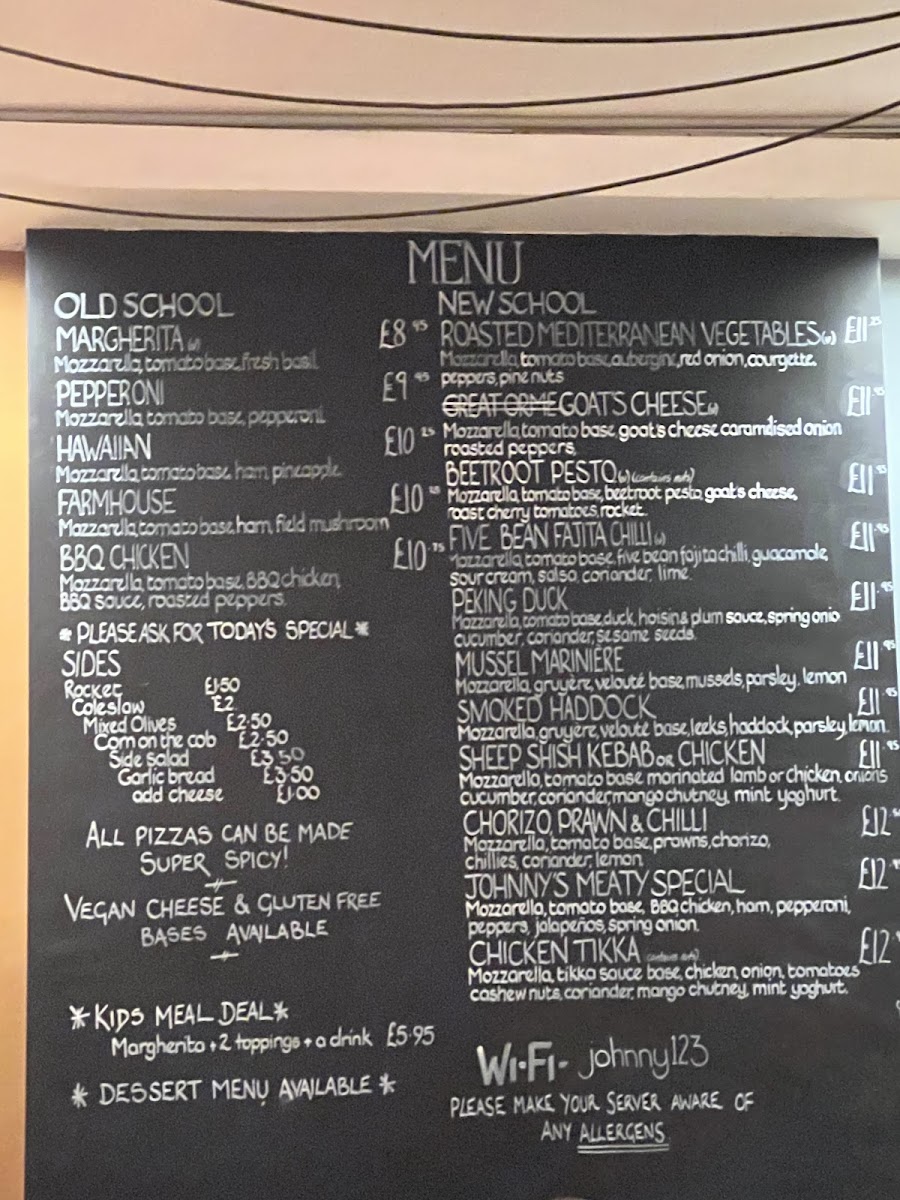 MENU
OLD SCHOOL
MARGHERITA (v) £8.95
Mozzarella, tomato base, fresh basil
PEPPERONI £9.95
Mozzarella, tomato base, pepperoni
HAWAIIAN £10.25
Mozzarella, tomato base, ham, pineapple
FARMHOUSE £10
Mozzarella, tomato base, ham, field mushroom
BBQ CHICKEN £10.75
Mozzarella, tomato base, BBQ chicken,
BBQ sauce, roasted peppers.
* PLEASE ASK FOR TODAY'S SPECIAL *
SIDES
Rocket £1.50
Coleslaw £2
Mixed Olives £2.50
Corn on the cob £2.50
Side salad £3.50
Garlic bread £3.50
add cheese £1.00
ALL PIZZAS CAN BE MADE
SUPER SPICY!
VEGAN CHEESE & GLUTEN FREE
BASES AVAILABLE
* KIDS MEAL DEAL *
Margherita + 2 toppings + a drink £5.95
* DESSERT MENU AVAILABLE *
NEW SCHOOL
ROASTED MEDITERRANEAN VEGETABLES (v) £11.25
Mozzarella, tomato base, aubergine, red onion, courgette,
peppers, pine nuts
GREAT ORME GOAT'S CHEESE (v) £11.95
Mozzarella, tomato base, goat's cheese caramelised onion
roasted peppers,
BEETROOT PESTO (v) (contains nuts) £11.95
Mozzarella, tomato base, beetroot pesto, goat's cheese,
roast cherry tomatoes, rocket.
FIVE BEAN FAJITA CHILLI (v) £11.95
Mozzarella, tomato base, five bean fajita chilli, guacamole,
sour cream, salsa, coriander, lime.
PEKING DUCK £11.95
Mozzarella, tomato base, duck, hoisin & plum sauce, spring onio
cucumber, coriander, sesame seeds.
MUSSEL MARINIÈRE £11.95
Mozzarella, gruyère, velouté base, mussels, parsley, lemon
SMOKED HADDOCK £11.95
Mozzarella, gruyère, velouté base, leeks, haddock, parsley, lemon.
SHEEP SHISH KEBAB OR CHICKEN £11.95
Mozzarella, tomato base marinated lamb or chicken, onions
cucumber, coriander, mango chutney, mint yoghurt.
CHORIZO, PRAWN & CHILLI £12
Mozzarella, tomato base, prawns, chorizo,
chillies, coriander, lemon.
JOHNNY'S MEATY SPECIAL £12
Mozzarella, tomato base, BBQ chicken, ham, pepperoni,
peppers, jalapeños, spring onion.
CHICKEN TIKKA (contains nuts) £12
Mozzarella, tikka sauce base, chicken, onion, tomatoes
cashew nuts, coriander, mango chutney, mint yoghurt.
Wi-Fi- johnny123
PLEASE MAKE YOUR SERVER AWARE OF
ANY ALLERGENS